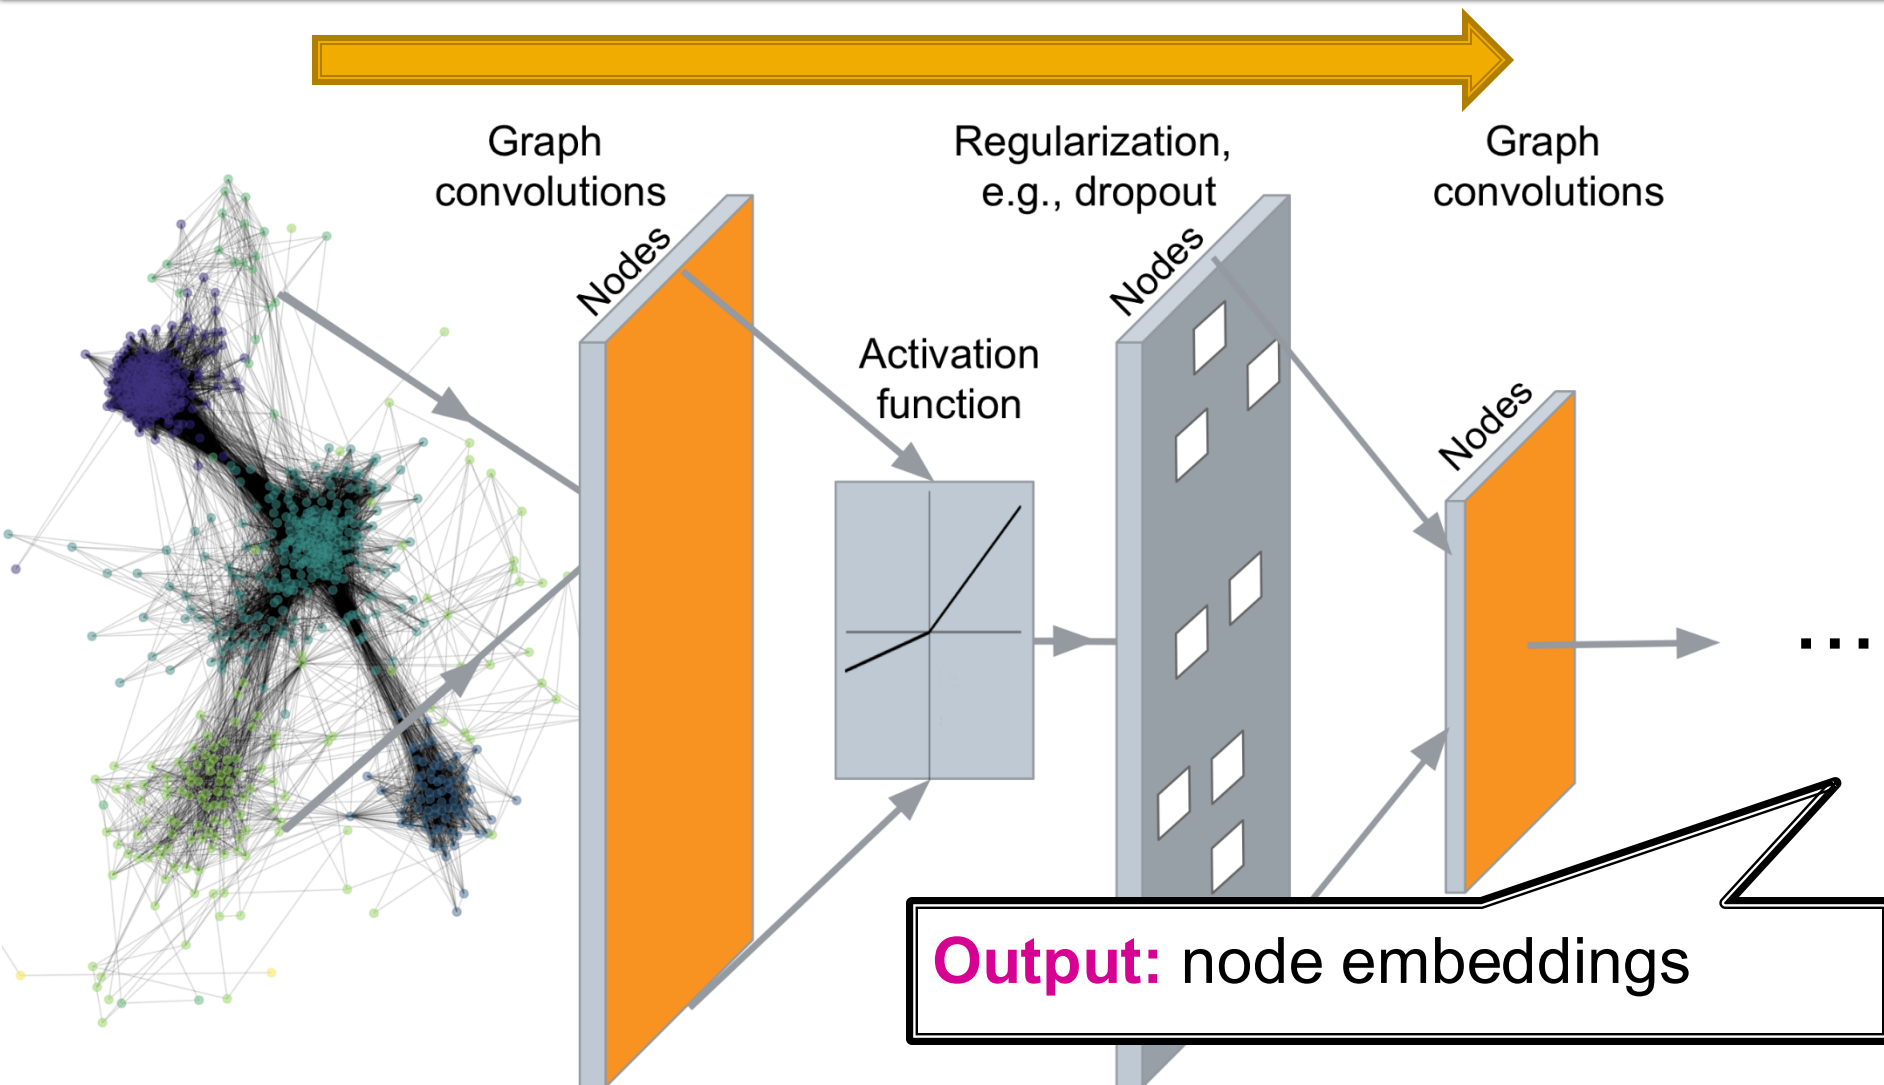 Graph
convolutions
Regularization,
e.g., dropout
Graph
convolutions
Nodes
Nodes
Activation
function
Nodes
...
Output: node embeddings